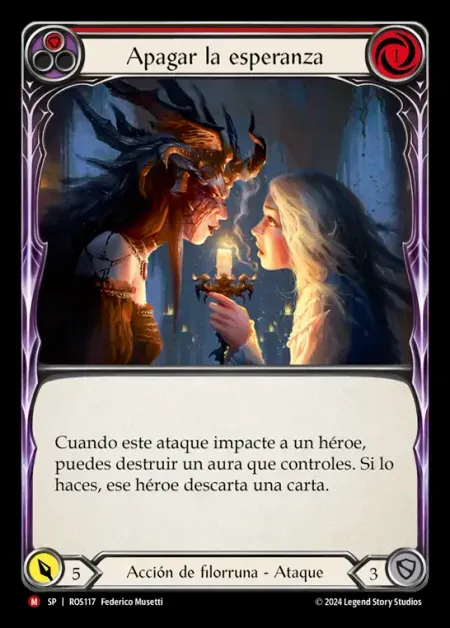 Apagar la esperanza
1
Cuando este ataque impacte a un héroe,
puedes destruir un aura que controles. Si lo
haces, ese héroe descarta una carta.
5
Acción de filorruna - Ataque
3
M SP | ROS117 Federico Musetti
© 2024 Legend Story Studios